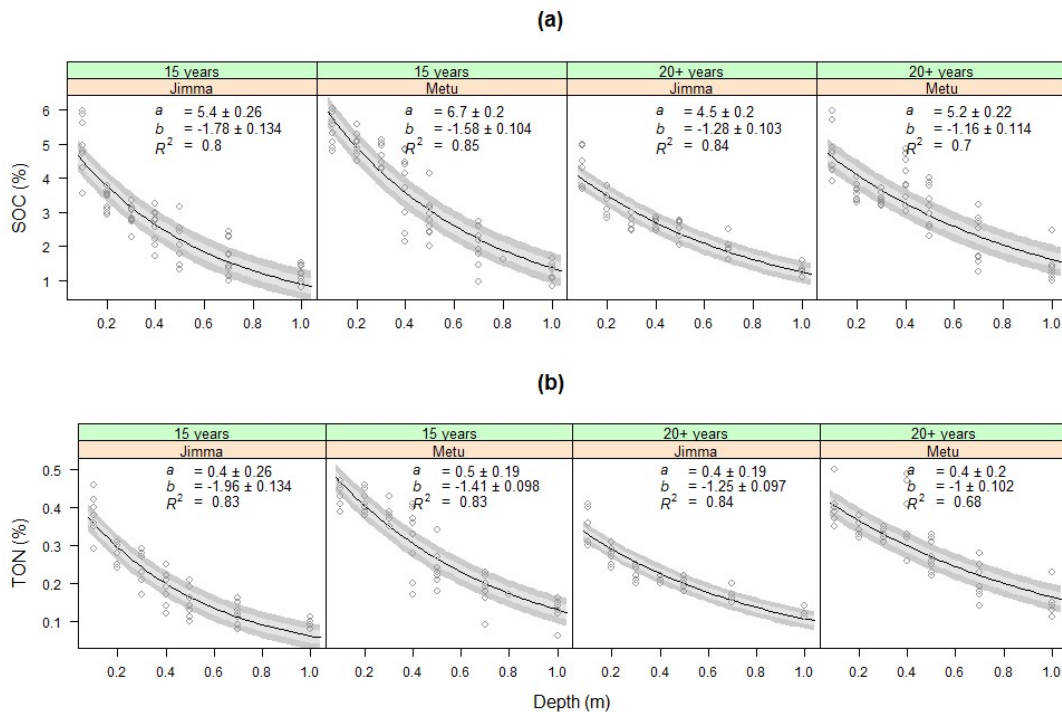 (a)
15 years 15 years 20+ years 20+ years
Jimma Metu Jimma Metu
a = 5.4 ± 0.26 a = 6.7 ± 0.2 a = 4.5 ± 0.2 a = 5.2 ± 0.22
b = -1.78 ± 0.134 b = -1.58 ± 0.104 b = -1.28 ± 0.103 b = -1.16 ± 0.114
R² = 0.8 R² = 0.85 R² = 0.84 R² = 0.7
SOC (%)
6
5
4
3
2
1
0.2 0.4 0.6 0.8 1.0 0.2 0.4 0.6 0.8 1.0 0.2 0.4 0.6 0.8 1.0 0.2 0.4 0.6 0.8 1.0
(b)
15 years 15 years 20+ years 20+ years
Jimma Metu Jimma Metu
a = 0.4 ± 0.26 a = 0.5 ± 0.19 a = 0.4 ± 0.19 a = 0.4 ± 0.2
b = -1.96 ± 0.134 b = -1.41 ± 0.098 b = -1.25 ± 0.097 b = -1 ± 0.102
R² = 0.83 R² = 0.83 R² = 0.84 R² = 0.68
TON (%)
0.5
0.4
0.3
0.2
0.1
0.2 0.4 0.6 0.8 1.0 0.2 0.4 0.6 0.8 1.0 0.2 0.4 0.6 0.8 1.0 0.2 0.4 0.6 0.8 1.0
Depth (m)